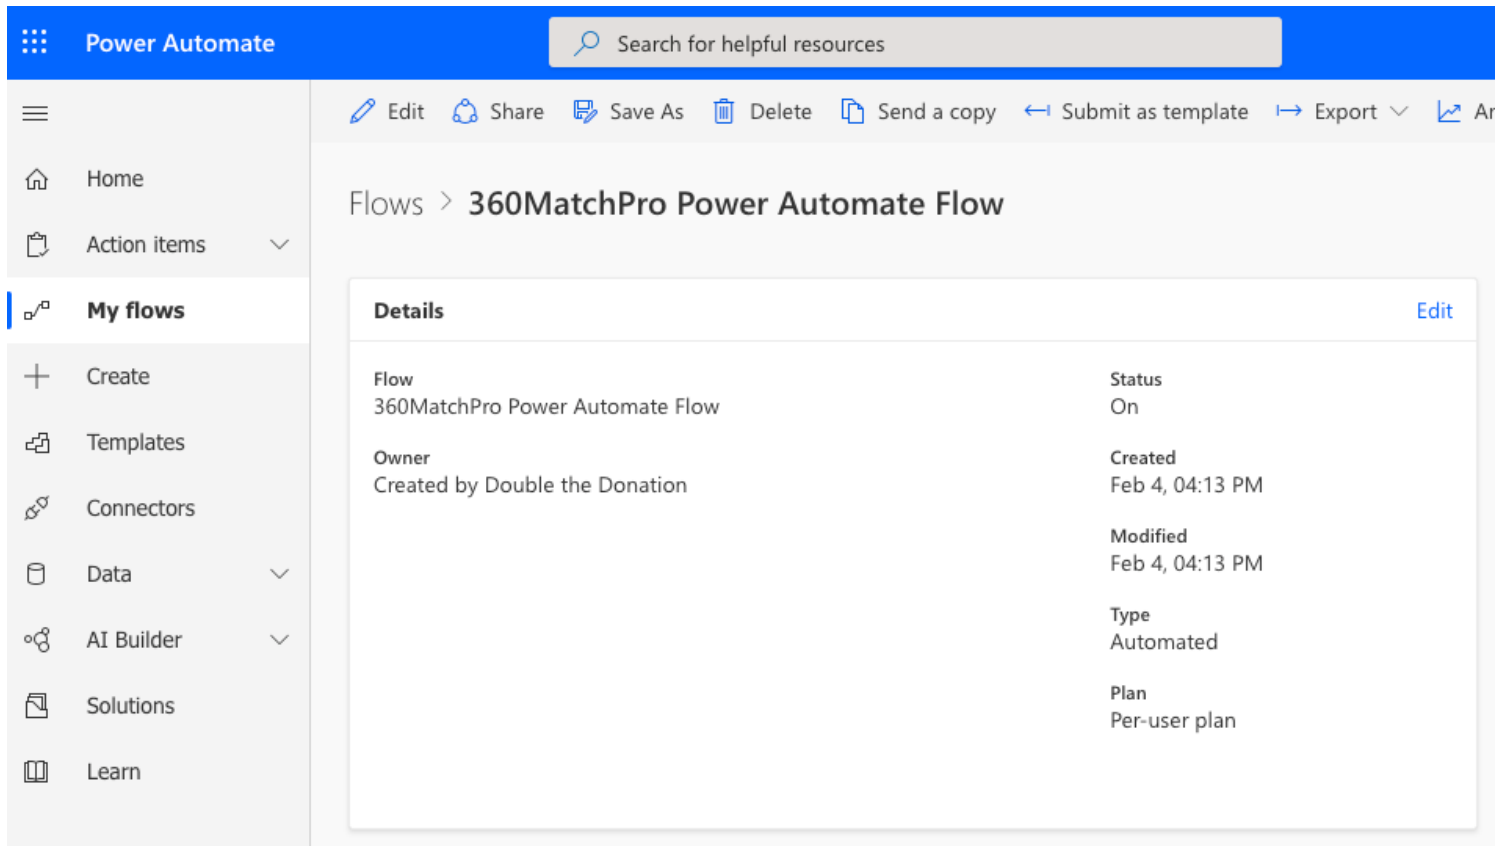 Power Automate
Search for helpful resources
Edit
Share
Save As
Delete
Send a copy
Submit as template
Export
Home
Action items
My flows
Create
Templates
Connectors
Data
AI Builder
Solutions
Learn
Flows > 360MatchPro Power Automate Flow
Details
Edit
Flow
360MatchPro Power Automate Flow
Owner
Created by Double the Donation
Status
On
Created
Feb 4, 04:13 PM
Modified
Feb 4, 04:13 PM
Type
Automated
Plan
Per-user plan